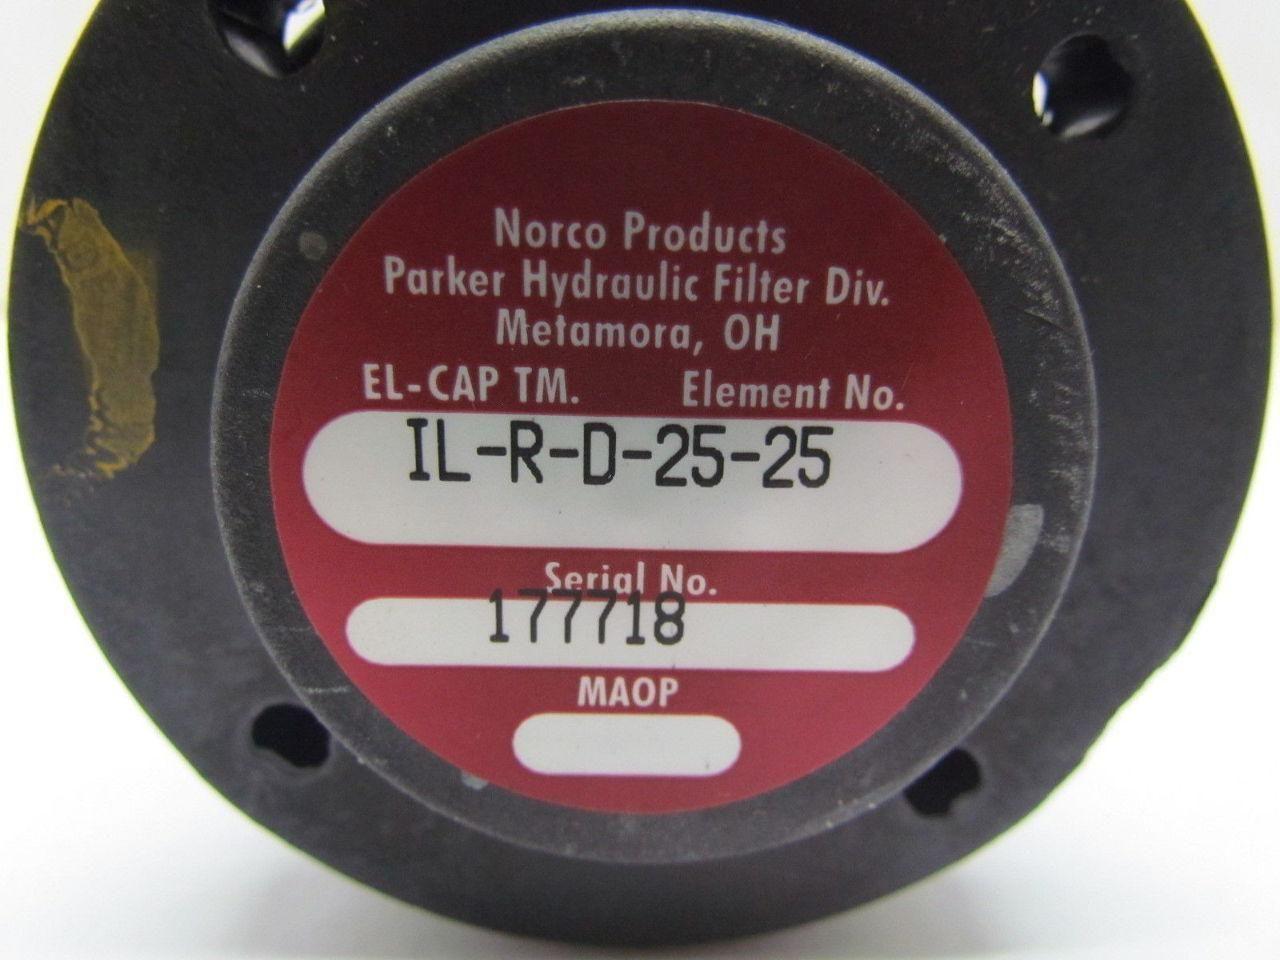 Norco Products
Parker Hydraulic Filter Div.
Metamora, OH
EL-CAP TM. Element No.
IL-R-D-25-25
Serial No.
177718
MAOP